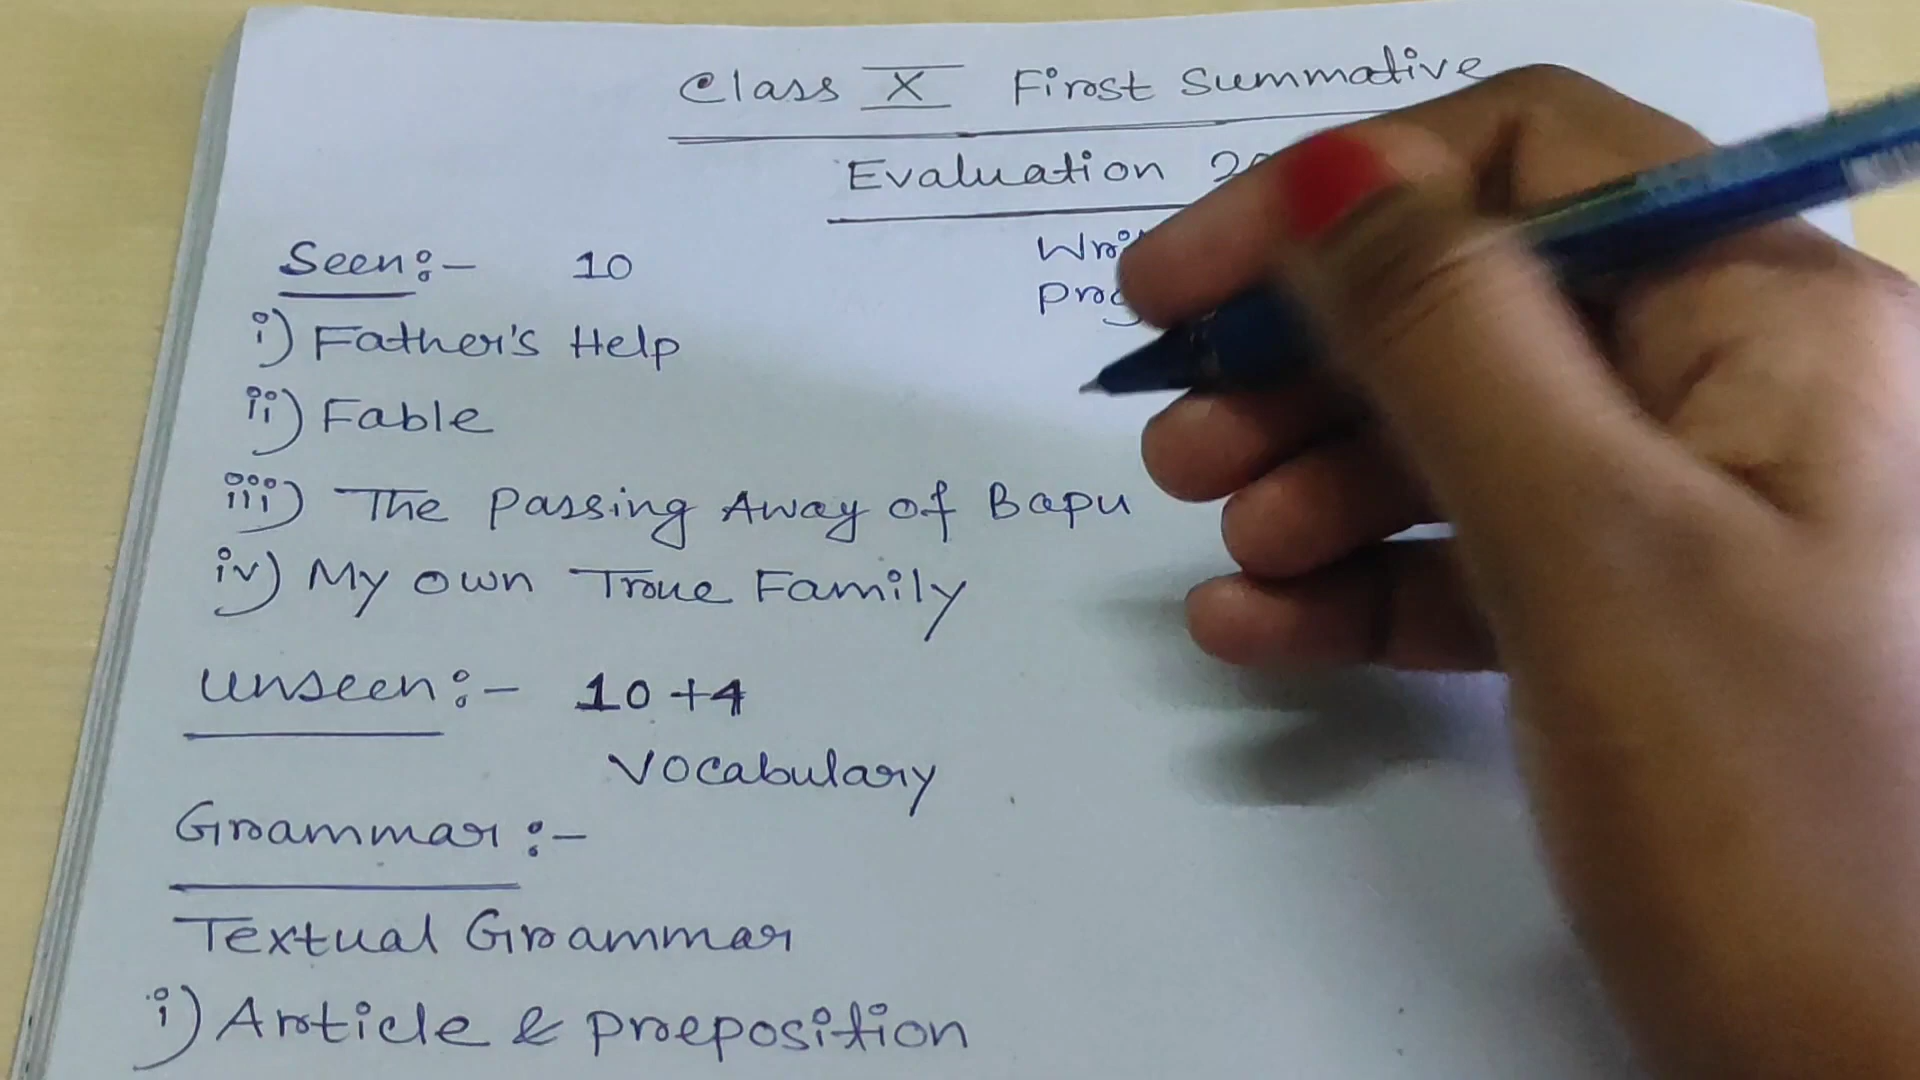 Class X First Summative
Evaluation
Seen:- 10
i) Father's Help
ii) Fable
iii) The Passing Away of Bapu
iv) My own True Family
Unseen:- 10+4
Vocabulary
Grammar:-
Textual Grammar
i) Article & Preposition